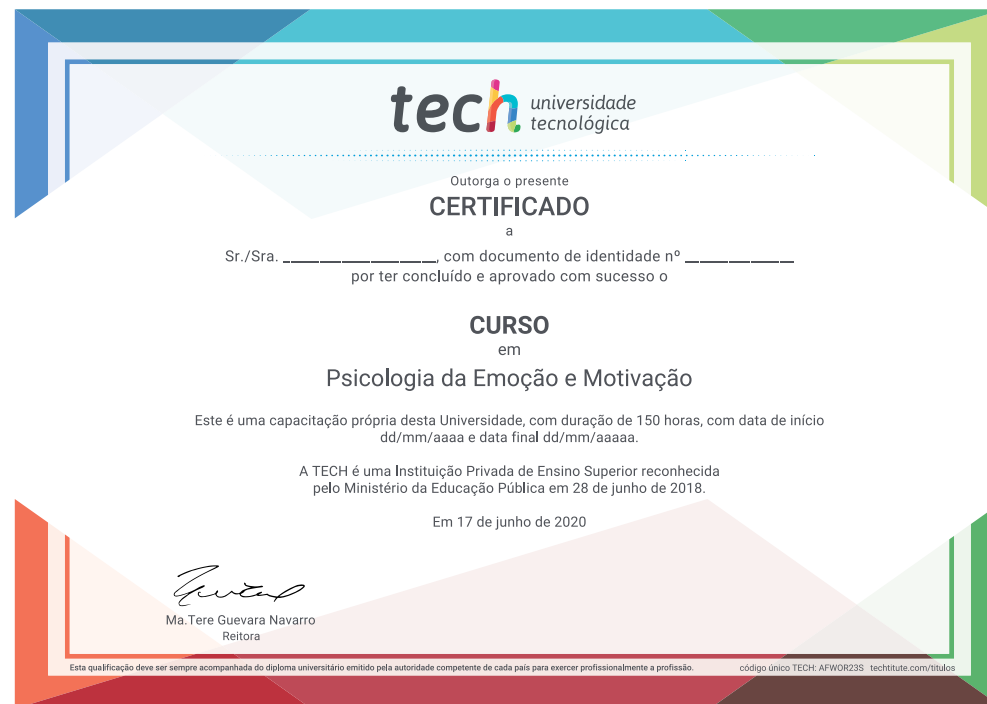 tech universidade
tecnológica
Outorga o presente
CERTIFICADO
a
Sr./Sra. _____________________, com documento de identidade nº _______________
por ter concluído e aprovado com sucesso o
CURSO
em
Psicologia da Emoção e Motivação
Este é uma capacitação própria desta Universidade, com duração de 150 horas, com data de início
dd/mm/aaaa e data final dd/mm/aaaaa.
A TECH é uma Instituição Privada de Ensino Superior reconhecida
pelo Ministério da Educação Pública em 28 de junho de 2018.
Em 17 de junho de 2020
Ma.Tere Guevara Navarro
Reitora
Esta qualificação deve ser sempre acompanhada do diploma universitário emitido pela autoridade competente de cada país para exercer profissionalmente a profissão.
código único TECH: AFWOR23S techtitute.com/titulos